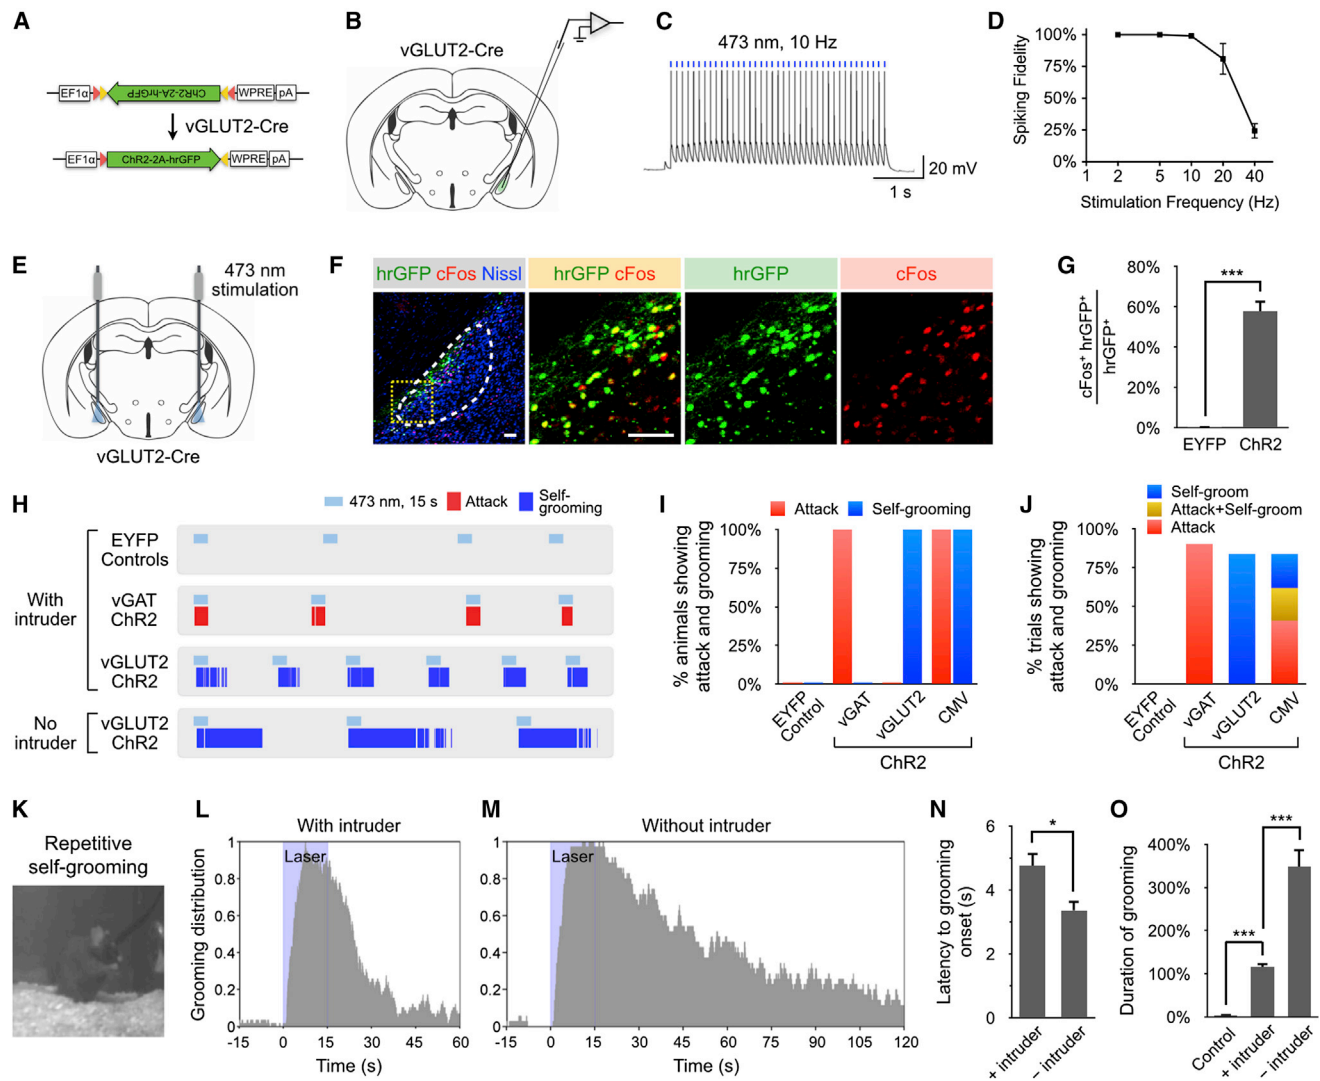 A
EF1α
ChR2-2A-hrGFP
WPRE
pA
vGLUT2-Cre
EF1α
ChR2-2A-hrGFP
WPRE
pA
B
vGLUT2-Cre
C
473 nm, 10 Hz
20 mV
1 s
D
Spiking Fidelity
100%
75%
50%
25%
0%
1 2 5 10 20 40
Stimulation Frequency (Hz)
E
473 nm
stimulation
vGLUT2-Cre
F
hrGFP cFos Nissl
hrGFP cFos
hrGFP
cFos
G
cFos⁺ hrGFP⁺
hrGFP⁺
80%
60%
40%
20%
0%
***
EYFP ChR2
H
473 nm, 15 s
Attack
Self-
grooming
With
intruder
EYFP
Controls
vGAT
ChR2
vGLUT2
ChR2
No
intruder
vGLUT2
ChR2
I
Attack
Self-grooming
% animals showing
attack and grooming
100%
75%
50%
25%
0%
EYFP
Control
vGAT
vGLUT2
CMV
ChR2
J
Self-groom
Attack+Self-groom
Attack
% trials showing
attack and grooming
100%
75%
50%
25%
0%
EYFP
Control
vGAT
vGLUT2
CMV
ChR2
K
Repetitive
self-grooming
L
With intruder
Laser
Grooming distribution
1
0.8
0.6
0.4
0.2
0
-15 0 15 30 45 60
Time (s)
M
Without intruder
Laser
1
0.8
0.6
0.4
0.2
0
-15 0 15 30 45 60 75 90 105 120
Time (s)
N
Latency to grooming
onset (s)
6
4
2
0
*
+ intruder
− intruder
O
Duration of grooming
400%
300%
200%
100%
0%
***
***
Control
+ intruder
− intruder